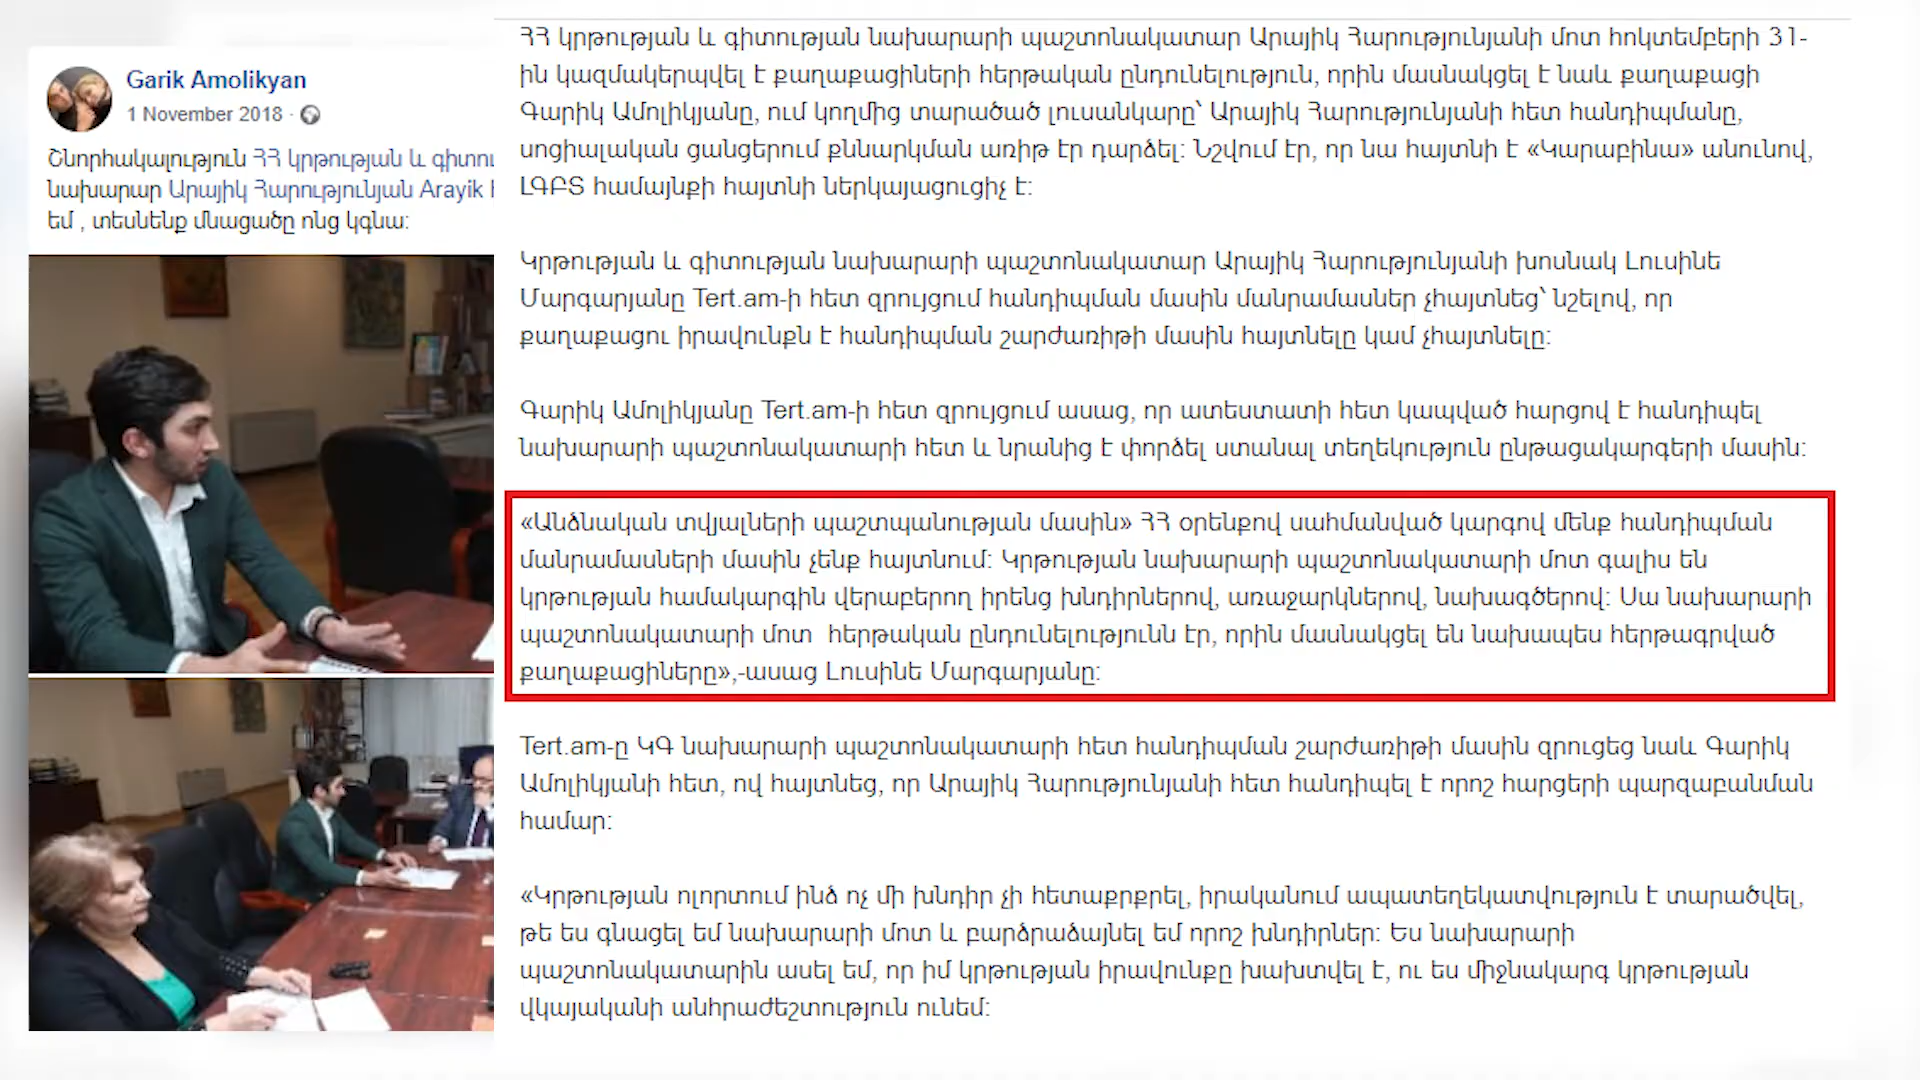 Garik Amolikyan
1 November 2018 ·
Շնորհակալություն ՀՀ կրթության և գիտու
նախարար Արայիկ Հարությունյան Arayik
եմ , տեսնենք մնացածը ոնց կգնա:
ՀՀ կրթության և գիտության նախարարի պաշտոնակատար Արայիկ Հարությունյանի մոտ հոկտեմբերի 31-
ին կազմակերպվել է քաղաքացիների հերթական ընդունելություն, որին մասնակցել է նաև քաղաքացի
Գարիկ Ամոլիկյանը, ում կողմից տարածած լուսանկարը՝ Արայիկ Հարությունյանի հետ հանդիպմանը,
սոցիալական ցանցերում քննարկման առիթ էր դարձել: Նշվում էր, որ նա հայտնի է «Կարաբինա» անունով,
ԼԳԲՏ համայնքի հայտնի ներկայացուցիչ է:
Կրթության և գիտության նախարարի պաշտոնակատար Արայիկ Հարությունյանի խոսնակ Լուսինե
Մարգարյանը Tert.am-ի հետ զրույցում հանդիպման մասին մանրամասներ չհայտնեց՝ նշելով, որ
քաղաքացու իրավունքն է հանդիպման շարժառիթի մասին հայտնելը կամ չհայտնելը:
Գարիկ Ամոլիկյանը Tert.am-ի հետ զրույցում ասաց, որ ատեստատի հետ կապված հարցով է հանդիպել
նախարարի պաշտոնակատարի հետ և նրանից է փորձել ստանալ տեղեկություն ընթացակարգերի մասին:
«Անձնական տվյալների պաշտպանության մասին» ՀՀ օրենքով սահմանված կարգով մենք հանդիպման
մանրամասների մասին չենք հայտնում: Կրթության նախարարի պաշտոնակատարի մոտ գալիս են
կրթության համակարգին վերաբերող իրենց խնդիրներով, առաջարկներով, նախագծերով: Սա նախարարի
պաշտոնակատարի մոտ  հերթական ընդունելությունն էր, որին մասնակցել են նախապես հերթագրված
քաղաքացիները»,-ասաց Լուսինե Մարգարյանը:
Tert.am-ը ԿԳ նախարարի պաշտոնակատարի հետ հանդիպման շարժառիթի մասին զրուցեց նաև Գարիկ
Ամոլիկյանի հետ, ով հայտնեց, որ Արայիկ Հարությունյանի հետ հանդիպել է որոշ հարցերի պարզաբանման
համար:
«Կրթության ոլորտում ինձ ոչ մի խնդիր չի հետաքրքրել, իրականում ապատեղեկատվություն է տարածվել,
թե ես գնացել եմ նախարարի մոտ և բարձրաձայնել եմ որոշ խնդիրներ: Ես նախարարի
պաշտոնակատարին ասել եմ, որ իմ կրթության իրավունքը խախտվել է, ու ես միջնակարգ կրթության
վկայականի անհրաժեշտություն ունեմ: